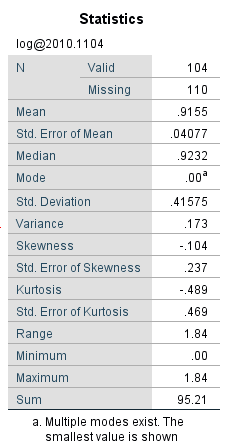 Statistics
log@2010.1104
N Valid 104
Missing 110
Mean .9155
Std. Error of Mean .04077
Median .9232
Mode .00a
Std. Deviation .41575
Variance .173
Skewness -.104
Std. Error of Skewness .237
Kurtosis -.489
Std. Error of Kurtosis .469
Range 1.84
Minimum .00
Maximum 1.84
Sum 95.21
a. Multiple modes exist. The
smallest value is shown